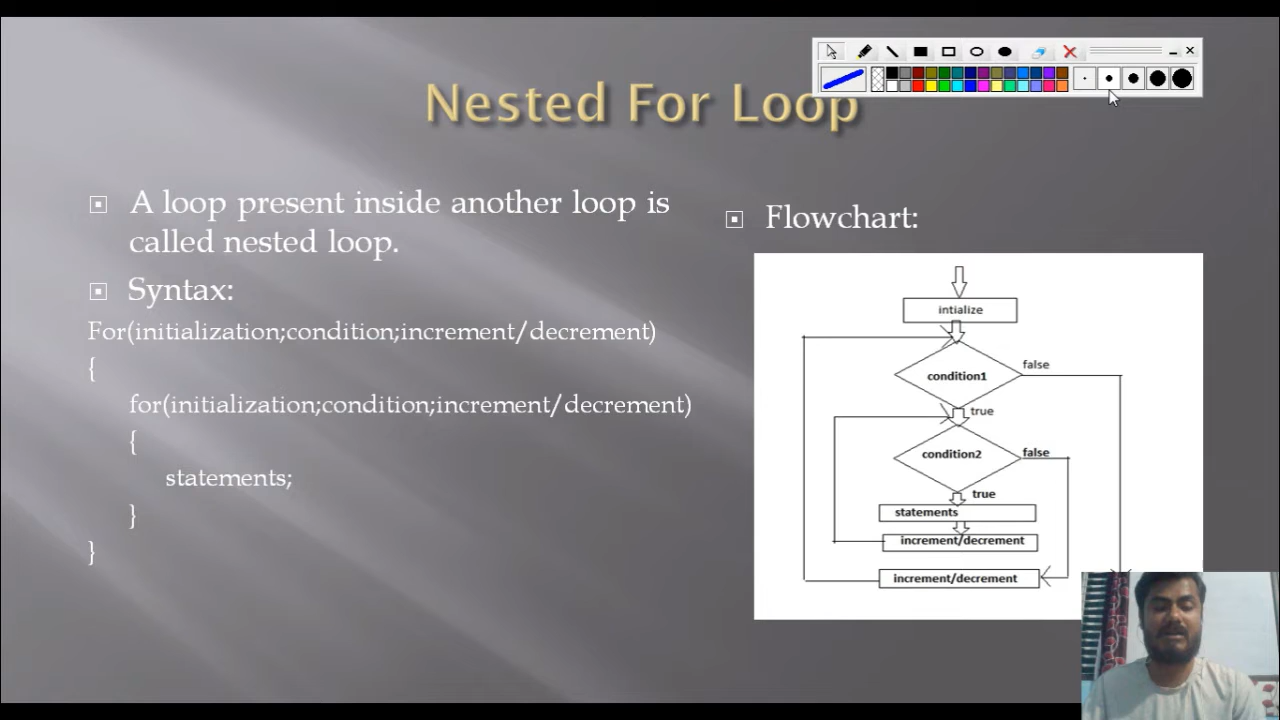 Nested For Loop
A loop present inside another loop is
called nested loop.
Syntax:
For(initialization;condition;increment/decrement)
{
for(initialization;condition;increment/decrement)
{
statements;
}
}
Flowchart:
intialize
condition1
false
true
condition2
false
true
statements
increment/decrement
increment/decrement